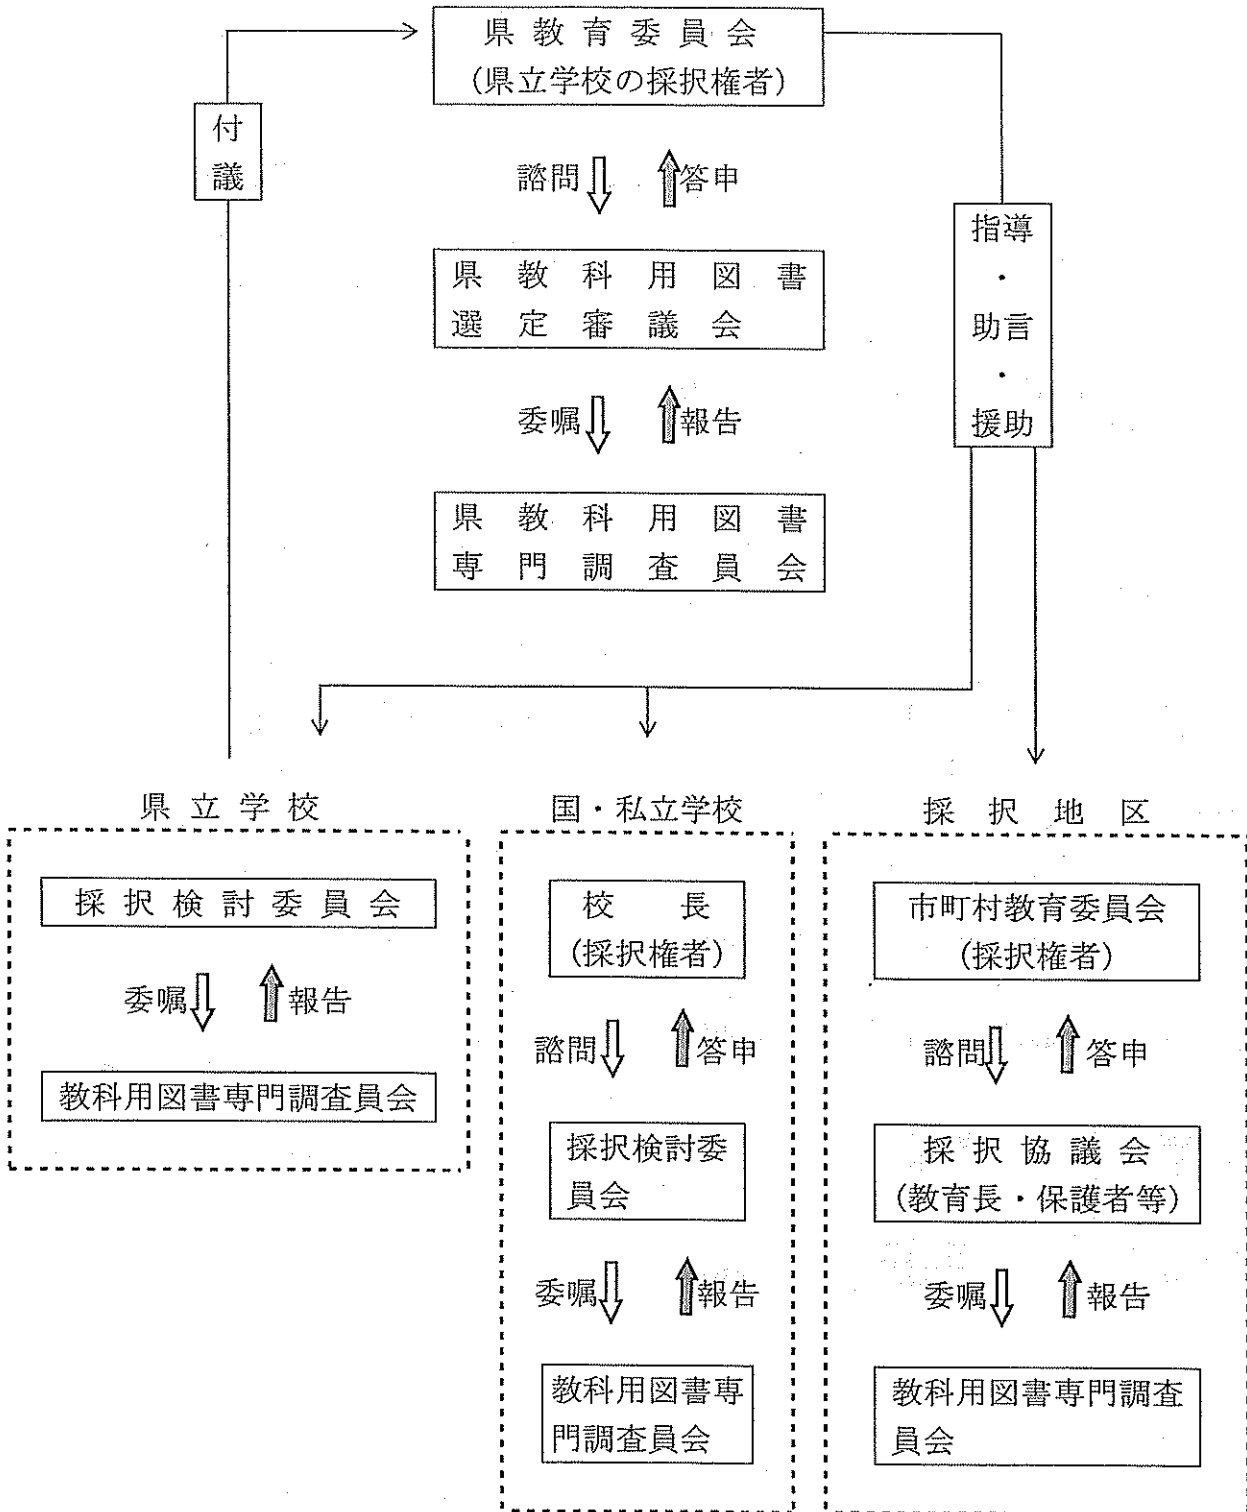 県教育委員会
(県立学校の採択権者)
付議
諮問
答申
県教科用図書
選定審議会
指導
・
助言
・
援助
委嘱
報告
県教科用図書
専門調査員会
県立学校
採択検討委員会
委嘱
報告
教科用図書専門調査員会
国・私立学校
校長
(採択権者)
諮問
答申
採択検討委
員会
委嘱
報告
教科用図書専
門調査員会
採択地区
市町村教育委員会
(採択権者)
諮問
答申
採択協議会
(教育長・保護者等)
委嘱
報告
教科用図書専門調査
員会